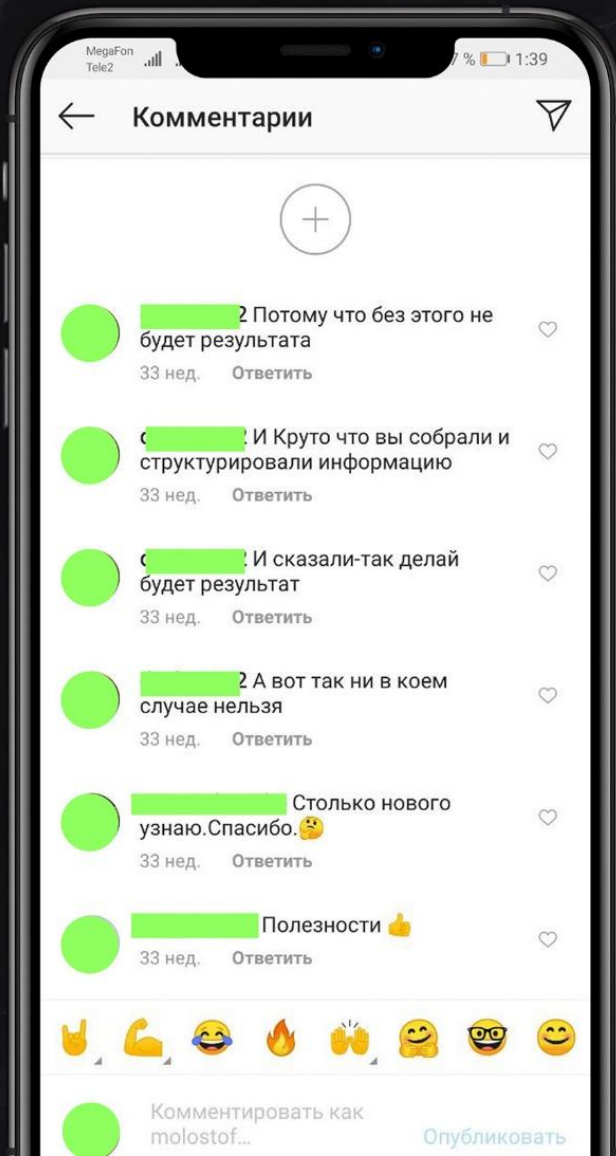 MegaFon
Tele2
7 % 1:39
Комментарии
2 Потому что без этого не
будет результата
33 нед. Ответить
И Круто что вы собрали и
структурировали информацию
33 нед. Ответить
И сказали-так делай
будет результат
33 нед. Ответить
2 А вот так ни в коем
случае нельзя
33 нед. Ответить
Столько нового
узнаю.Спасибо.🤔
33 нед. Ответить
Полезности 👍
33 нед. Ответить
Комментировать как
molostof...
Опубликовать